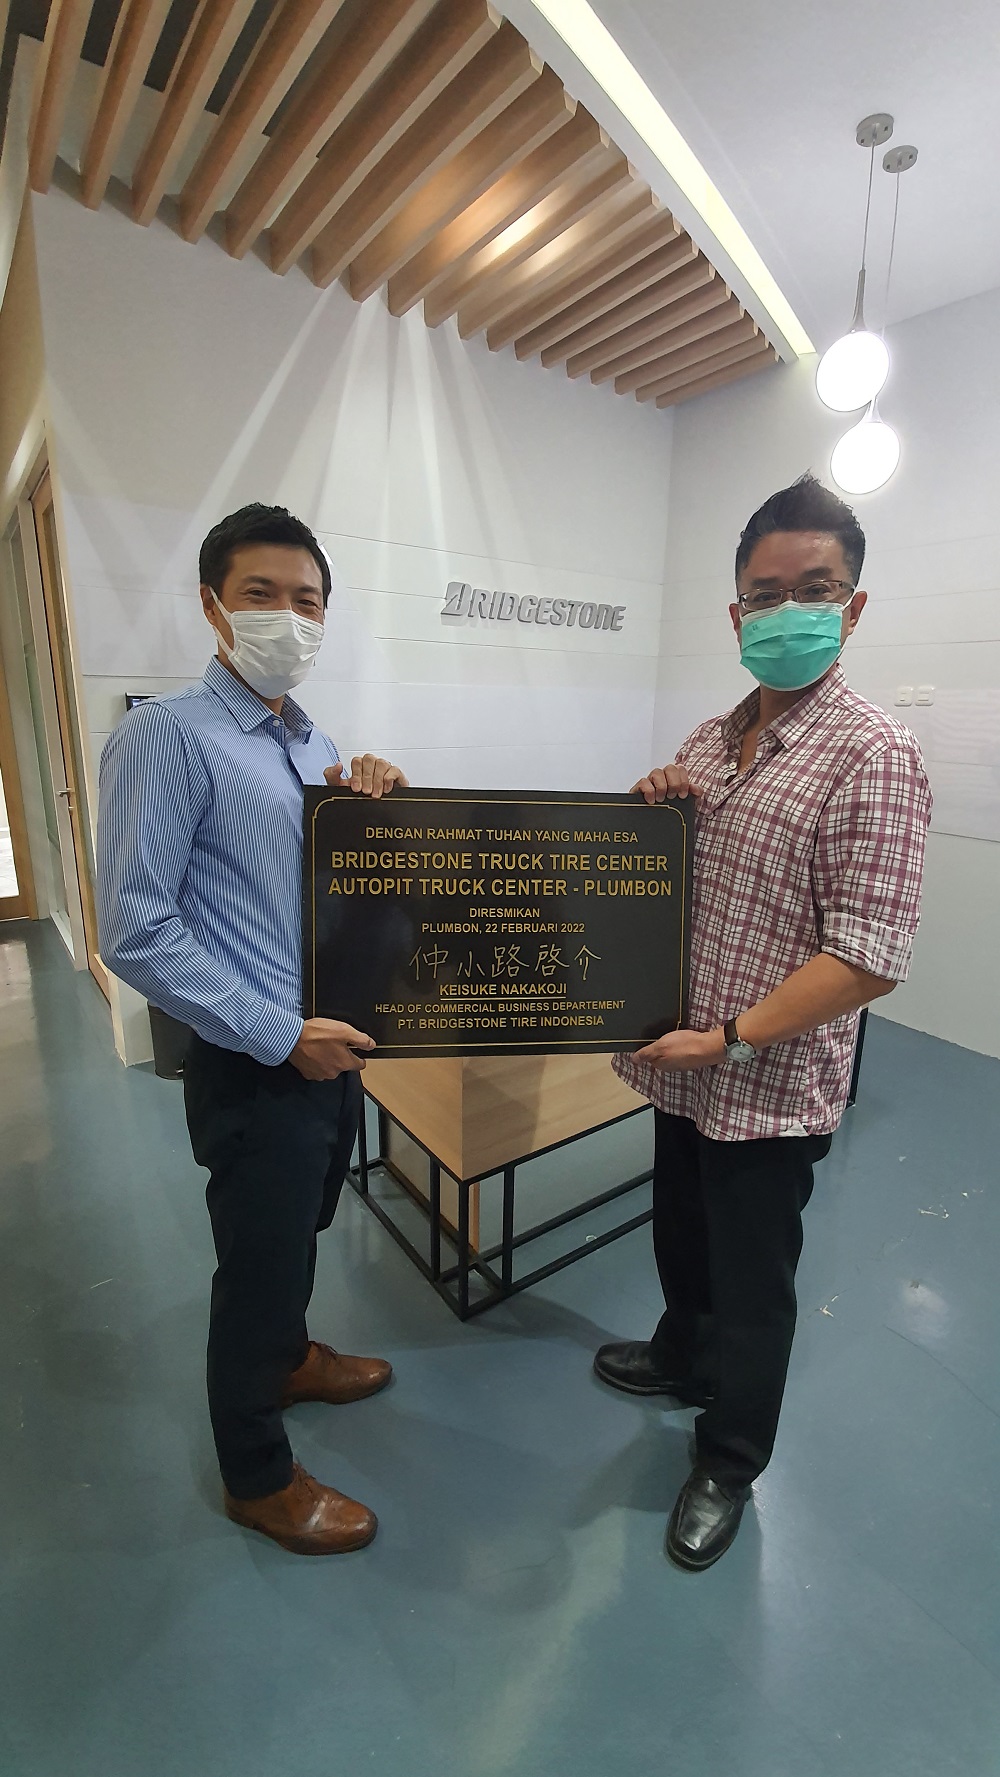 BRIDGESTONE
DENGAN RAHMAT TUHAN YANG MAHA ESA
BRIDGESTONE TRUCK TIRE CENTER
AUTOPIT TRUCK CENTER - PLUMBON
DIRESMIKAN
PLUMBON, 22 FEBRUARI 2022
仲小路啓介
KEISUKE NAKAKOJI
HEAD OF COMMERCIAL BUSINESS DEPARTEMENT
PT. BRIDGESTONE TIRE INDONESIA